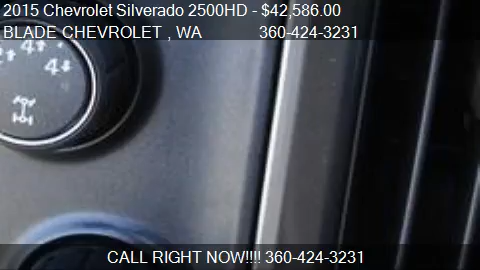 2015 Chevrolet Silverado 2500HD - $42,586.00
BLADE CHEVROLET , WA 360-424-3231
4 4
CALL RIGHT NOW!!!! 360-424-3231